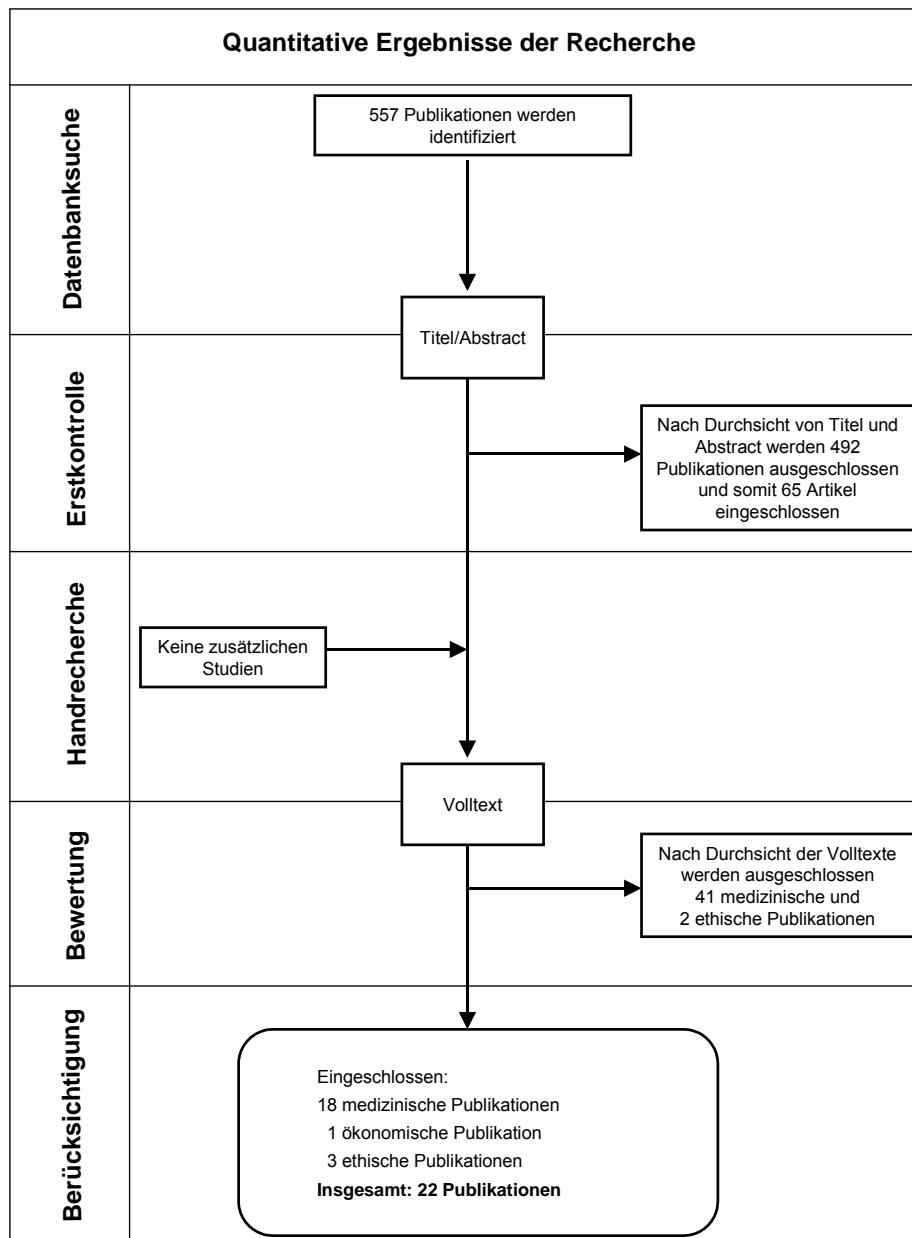 Quantitative Ergebnisse der Recherche
Datenbanksuche
557 Publikationen werden
identifiziert
Titel/Abstract
Erstkontrolle
Nach Durchsicht von Titel und
Abstract werden 492
Publikationen ausgeschlossen
und somit 65 Artikel
eingeschlossen
Handrecherche
Keine zusätzlichen
Studien
Volltext
Bewertung
Nach Durchsicht der Volltexte
werden ausgeschlossen
41 medizinische und
2 ethische Publikationen
Berücksichtigung
Eingeschlossen:
18 medizinische Publikationen
1 ökonomische Publikation
3 ethische Publikationen
Insgesamt: 22 Publikationen